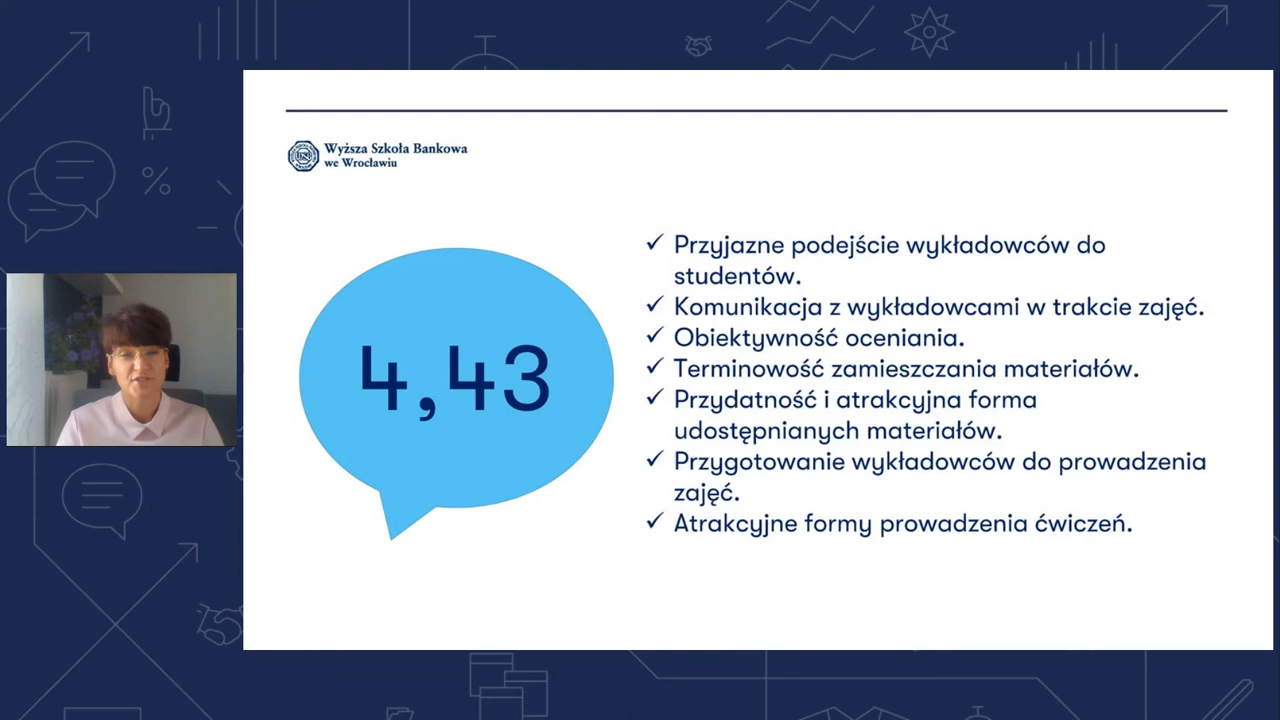 Wyższa Szkoła Bankowa
we Wrocławiu
4,43
✓ Przyjazne podejście wykładowców do
studentów.
✓ Komunikacja z wykładowcami w trakcie zajęć.
✓ Obiektywność oceniania.
✓ Terminowość zamieszczania materiałów.
✓ Przydatność i atrakcyjna forma
udostępnianych materiałów.
✓ Przygotowanie wykładowców do prowadzenia
zajęć.
✓ Atrakcyjne formy prowadzenia ćwiczeń.
%